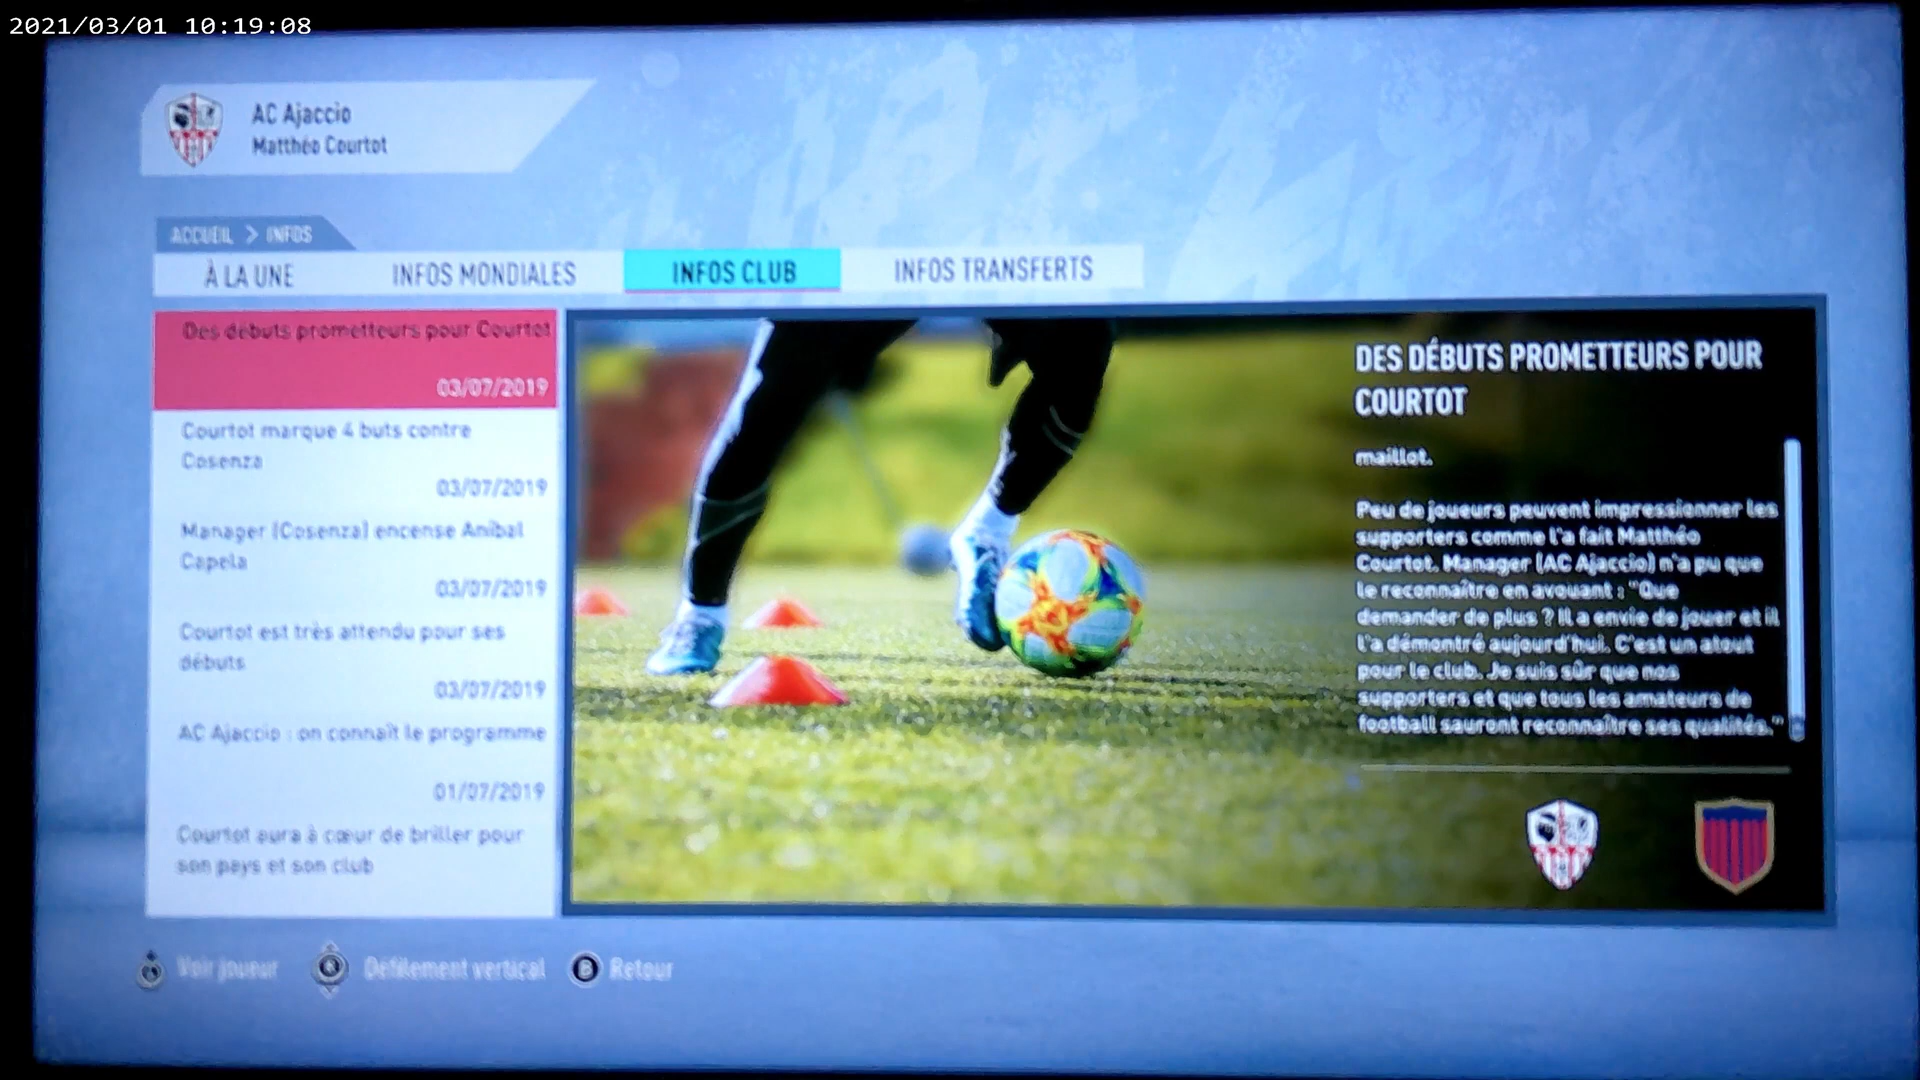 2021/03/01 10:19:08
AC Ajaccio
Matthéo Courtot
ACCUEIL > INFOS
À LA UNE
INFOS MONDIALES
INFOS CLUB
INFOS TRANSFERTS
Des débuts prometteurs pour Courtot
03/07/2019
Courtot marque 4 buts contre
Cosenza
03/07/2019
Manager (Cosenza) encense Aníbal
Capela
03/07/2019
Courtot est très attendu pour ses
débuts
03/07/2019
AC Ajaccio : on connaît le programme
01/07/2019
Courtot aura à cœur de briller pour
son pays et son club
DES DÉBUTS PROMETTEURS POUR
COURTOT
maillot.
Peu de joueurs peuvent impressionner les
supporters comme l'a fait Matthéo
Courtot. Manager (AC Ajaccio) n'a pu que
le reconnaître en avouant : "Que
demander de plus ? Il a envie de jouer et il
l'a démontré aujourd'hui. C'est un atout
pour le club. Je suis sûr que nos
supporters et que tous les amateurs de
football sauront reconnaître ses qualités."
Voir joueur
R
Défilement vertical
B
Retour